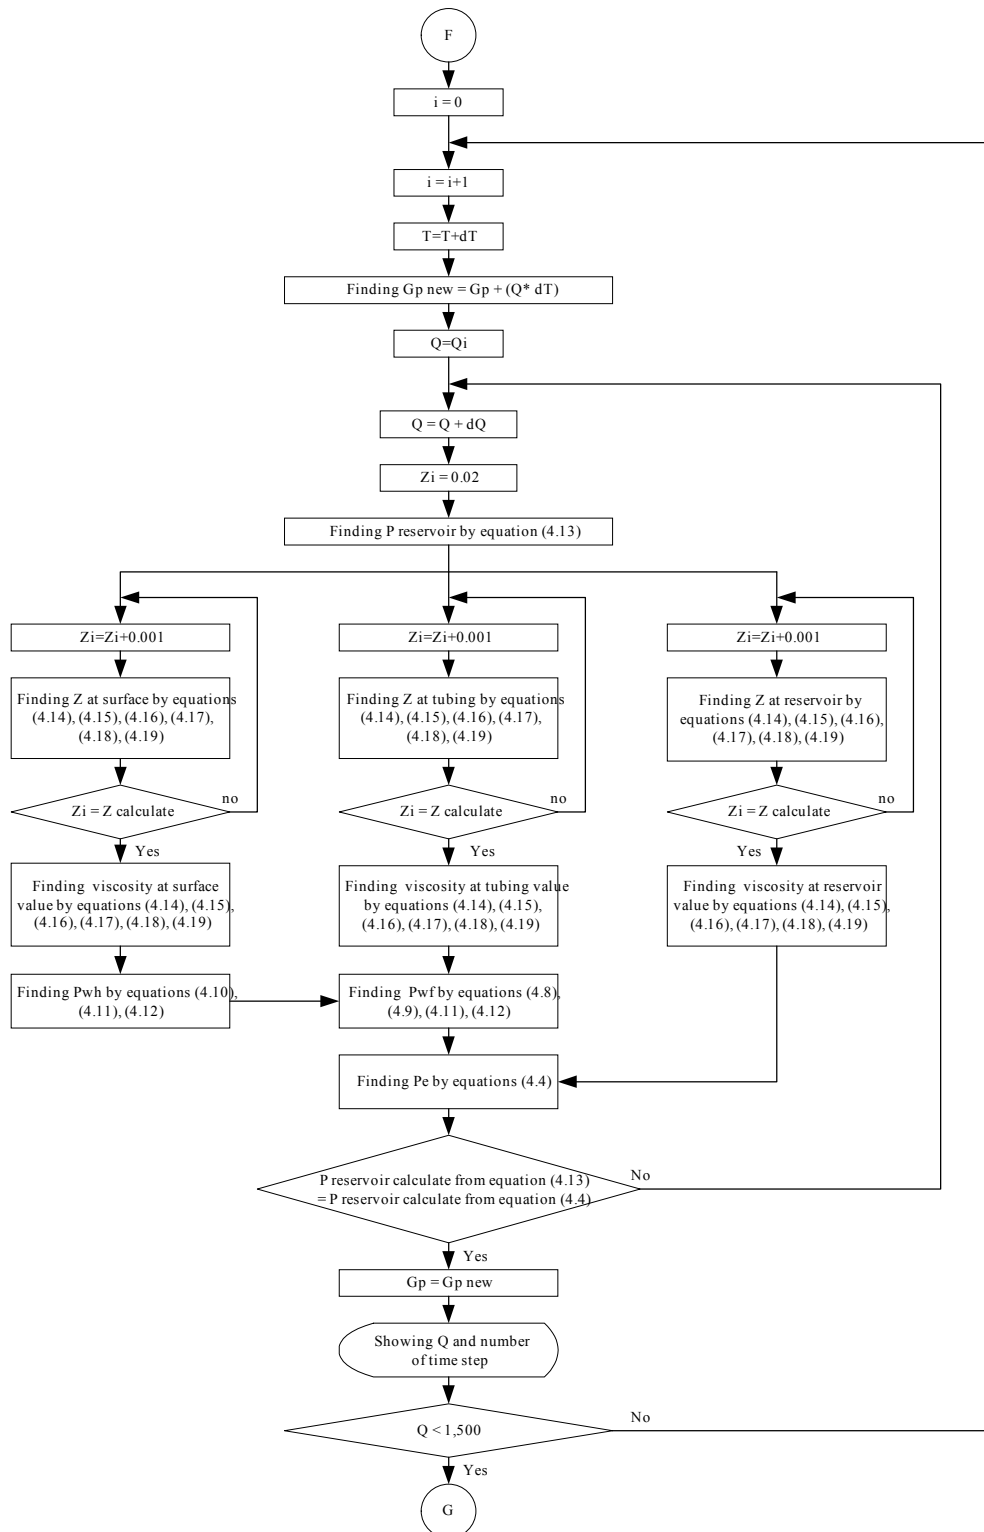 F
i = 0
i = i+1
T=T+dT
Finding Gp new = Gp + (Q* dT)
Q=Qi
Q = Q + dQ
Zi = 0.02
Finding P reservoir by equation (4.13)
Zi=Zi+0.001
Finding Z at surface by equations
(4.14), (4.15), (4.16), (4.17),
(4.18), (4.19)
Zi = Z calculate
no
Yes
Finding viscosity at surface
value by equations (4.14), (4.15),
(4.16), (4.17), (4.18), (4.19)
Finding Pwh by equations (4.10),
(4.11), (4.12)
Zi=Zi+0.001
Finding Z at tubing by equations
(4.14), (4.15), (4.16), (4.17),
(4.18), (4.19)
Zi = Z calculate
no
Yes
Finding viscosity at tubing value
by equations (4.14), (4.15),
(4.16), (4.17), (4.18), (4.19)
Finding Pwf by equations (4.8),
(4.9), (4.11), (4.12)
Zi=Zi+0.001
Finding Z at reservoir by
equations (4.14), (4.15), (4.16),
(4.17), (4.18), (4.19)
Zi = Z calculate
no
Yes
Finding viscosity at reservoir
value by equations (4.14), (4.15),
(4.16), (4.17), (4.18), (4.19)
Finding Pe by equations (4.4)
P reservoir calculate from equation (4.13)
= P reservoir calculate from equation (4.4)
No
Yes
Gp = Gp new
Showing Q and number
of time step
Q < 1,500
No
Yes
G